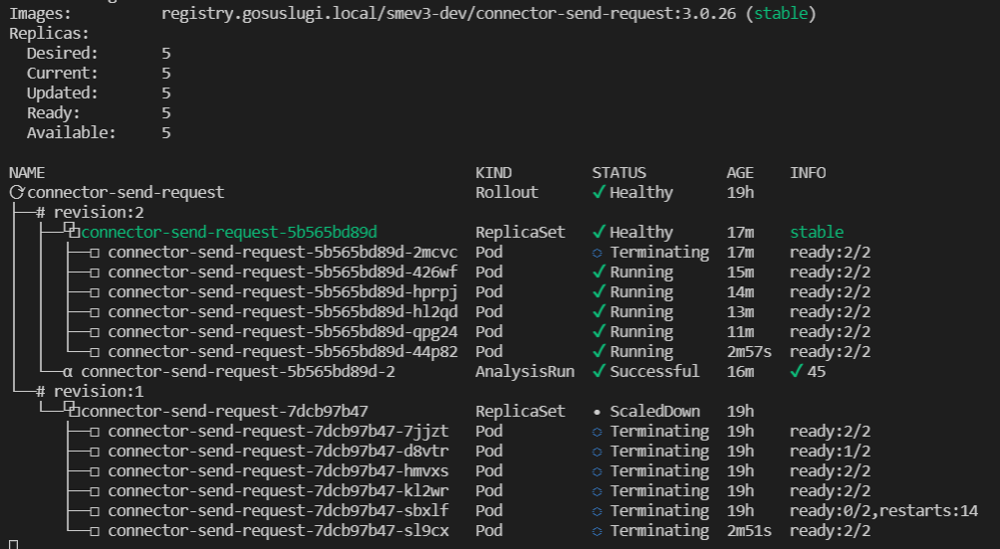 Images: registry.gosuslugi.local/smev3-dev/connector-send-request:3.0.26 (stable)
Replicas:
Desired: 5
Current: 5
Updated: 5
Ready: 5
Available: 5
NAME KIND STATUS AGE INFO
⟳ connector-send-request Rollout ✔ Healthy 19h
├──# revision:2
│ ├──⧉ connector-send-request-5b565bd89d ReplicaSet ✔ Healthy 17m stable
│ │ ├──□ connector-send-request-5b565bd89d-2mcvc Pod ◌ Terminating 17m ready:2/2
│ │ ├──□ connector-send-request-5b565bd89d-426wf Pod ✔ Running 15m ready:2/2
│ │ ├──□ connector-send-request-5b565bd89d-hprpj Pod ✔ Running 14m ready:2/2
│ │ ├──□ connector-send-request-5b565bd89d-hl2qd Pod ✔ Running 13m ready:2/2
│ │ ├──□ connector-send-request-5b565bd89d-qpg24 Pod ✔ Running 11m ready:2/2
│ │ └──□ connector-send-request-5b565bd89d-44p82 Pod ✔ Running 2m57s ready:2/2
│ └──α connector-send-request-5b565bd89d-2 AnalysisRun ✔ Successful 16m ✔ 45
└──# revision:1
└──⧉ connector-send-request-7dcb97b47 ReplicaSet • ScaledDown 19h
├──□ connector-send-request-7dcb97b47-7jjzt Pod ◌ Terminating 19h ready:2/2
├──□ connector-send-request-7dcb97b47-d8vtr Pod ◌ Terminating 19h ready:1/2
├──□ connector-send-request-7dcb97b47-hmvxs Pod ◌ Terminating 19h ready:2/2
├──□ connector-send-request-7dcb97b47-kl2wr Pod ◌ Terminating 19h ready:2/2
├──□ connector-send-request-7dcb97b47-sbxlf Pod ◌ Terminating 19h ready:0/2,restarts:14
└──□ connector-send-request-7dcb97b47-sl9cx Pod ◌ Terminating 2m51s ready:2/2